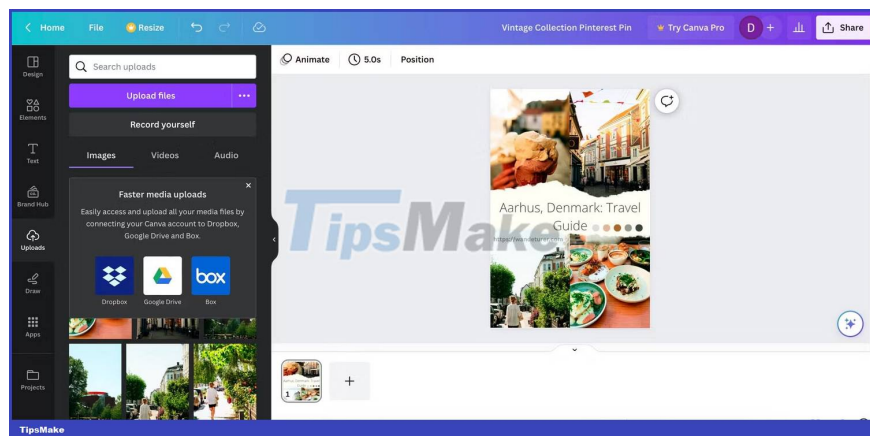 Home
File
Resize
Vintage Collection Pinterest Pin
Try Canva Pro
D
+
Share
Design
Elements
Text
Brand Hub
Uploads
Draw
Apps
Projects
Search uploads
Upload files
Record yourself
Images
Videos
Audio
Faster media uploads
Easily access and upload all your media files by
connecting your Canva account to Dropbox,
Google Drive and Box.
box
Dropbox
Google Drive
Box
Animate
5.0s
Position
Aarhus, Denmark: Travel
Guide
https://wanderurer.com
TipsMake
1
+
TipsMake